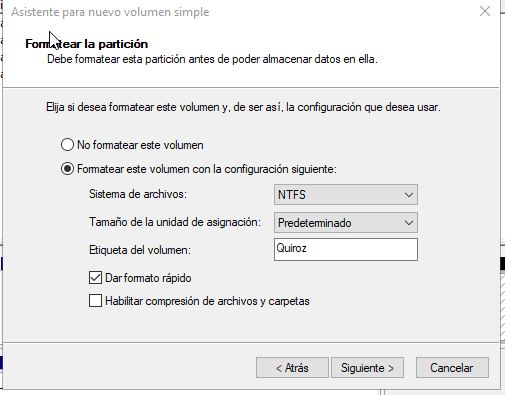 Asistente para nuevo volumen simple
Formatear la partición
Debe formatear esta partición antes de poder almacenar datos en ella.
Elija si desea formatear este volumen y, de ser así, la configuración que desea usar.
No formatear este volumen
Formatear este volumen con la configuración siguiente:
Sistema de archivos: NTFS
Tamaño de la unidad de asignación: Predeterminado
Etiqueta del volumen: Quiroz
Dar formato rápido
Habilitar compresión de archivos y carpetas
< Atrás Siguiente > Cancelar